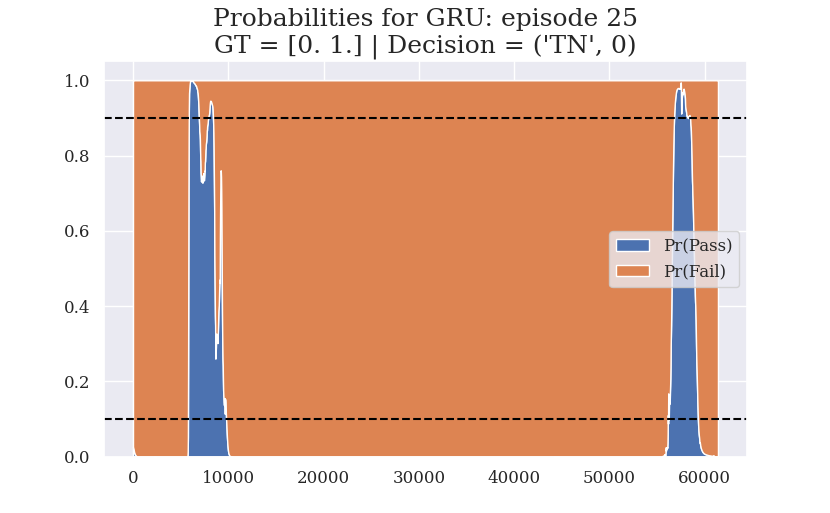 Probabilities for GRU: episode 25
GT = [0. 1.] | Decision = ('TN', 0)
1.0
0.8
0.6
0.4
0.2
0.0
Pr(Pass)
Pr(Fail)
0 10000 20000 30000 40000 50000 60000